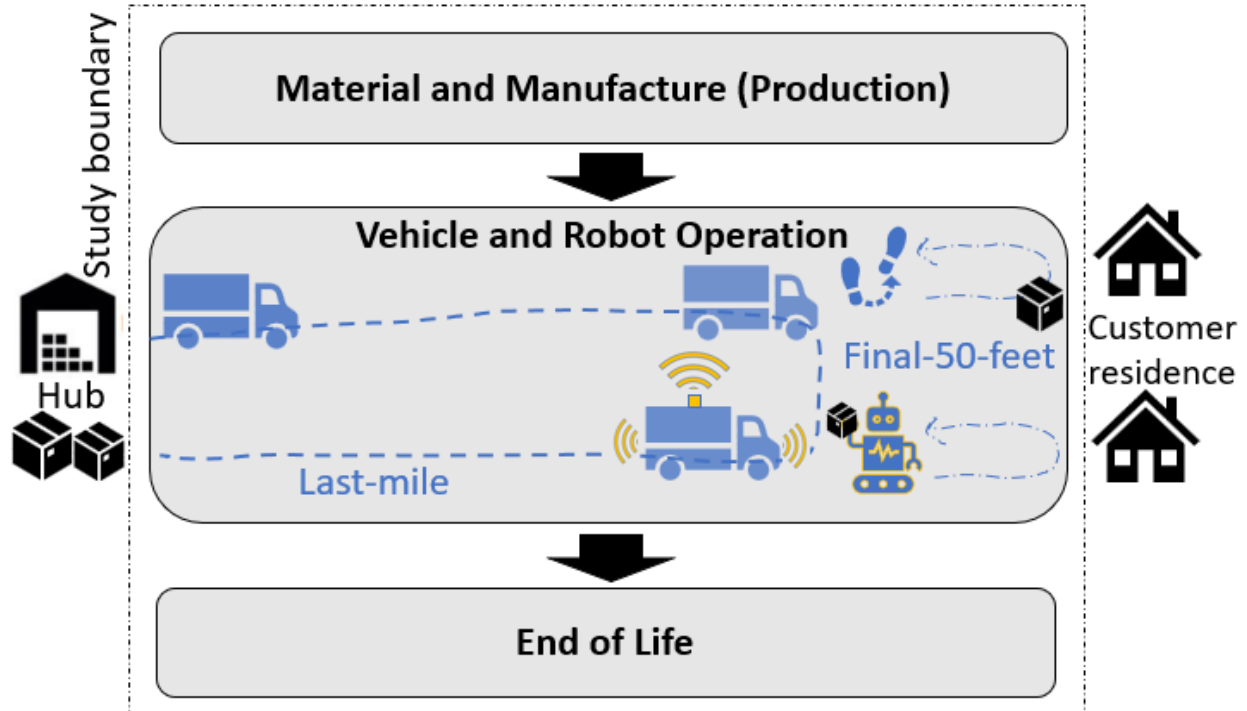 Study boundary
Material and Manufacture (Production)
Vehicle and Robot Operation
Hub
Last-mile
Final-50-feet
Customer
residence
End of Life